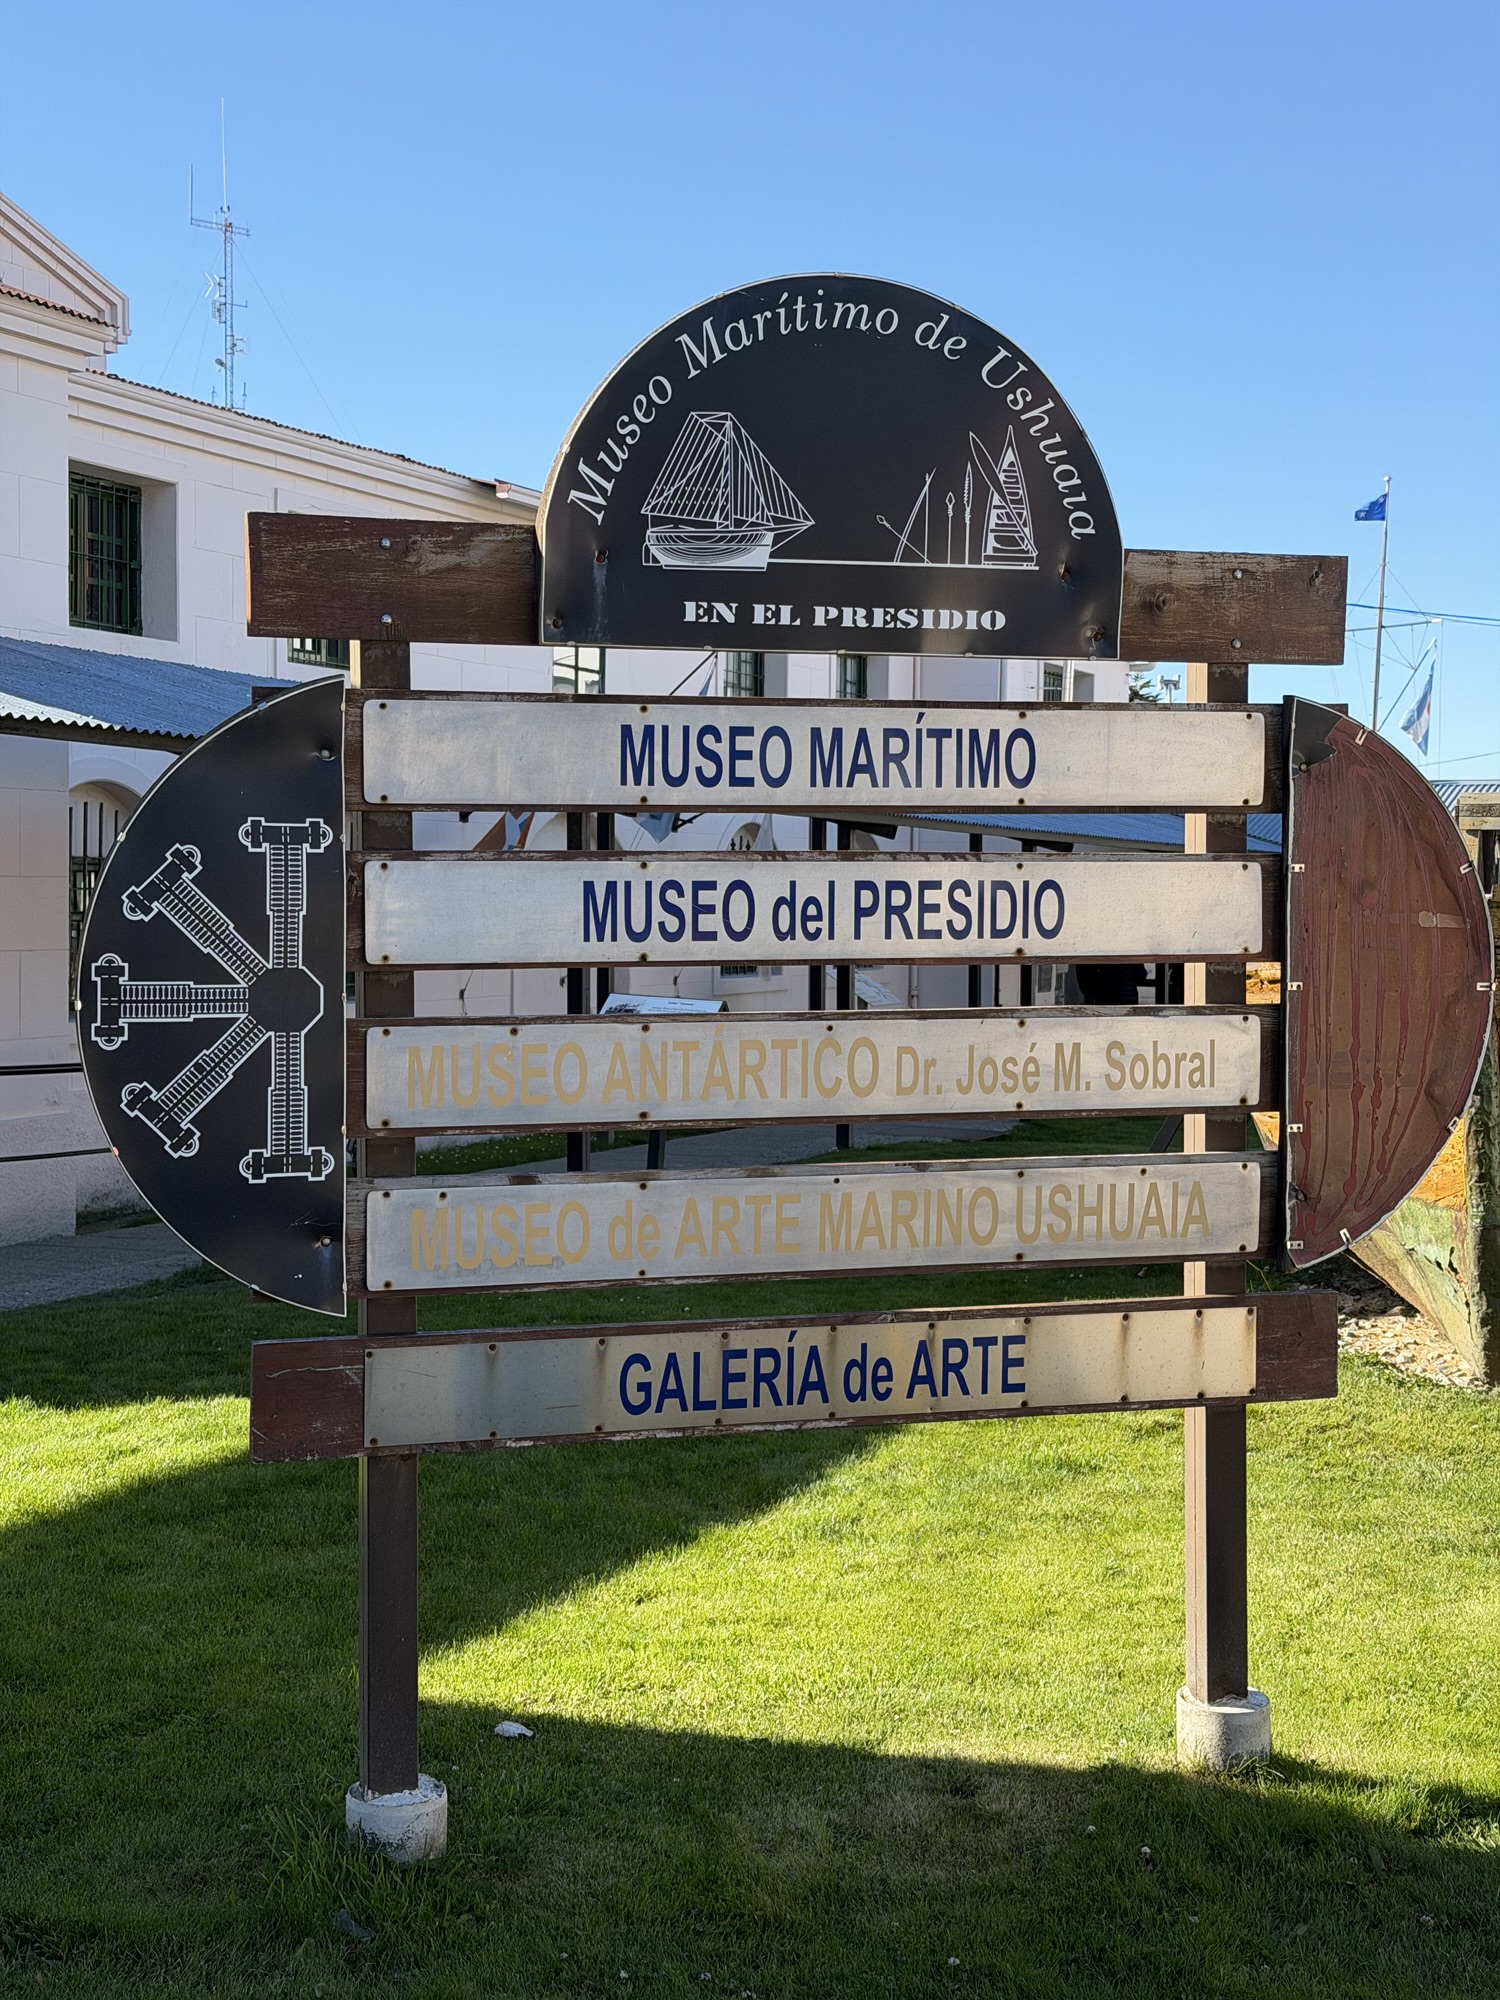 Museo Marítimo de Ushuaia
EN EL PRESIDIO
MUSEO MARÍTIMO
MUSEO del PRESIDIO
MUSEO ANTÁRTICO Dr. José M. Sobral
MUSEO de ARTE MARINO USHUAIA
GALERÍA de ARTE